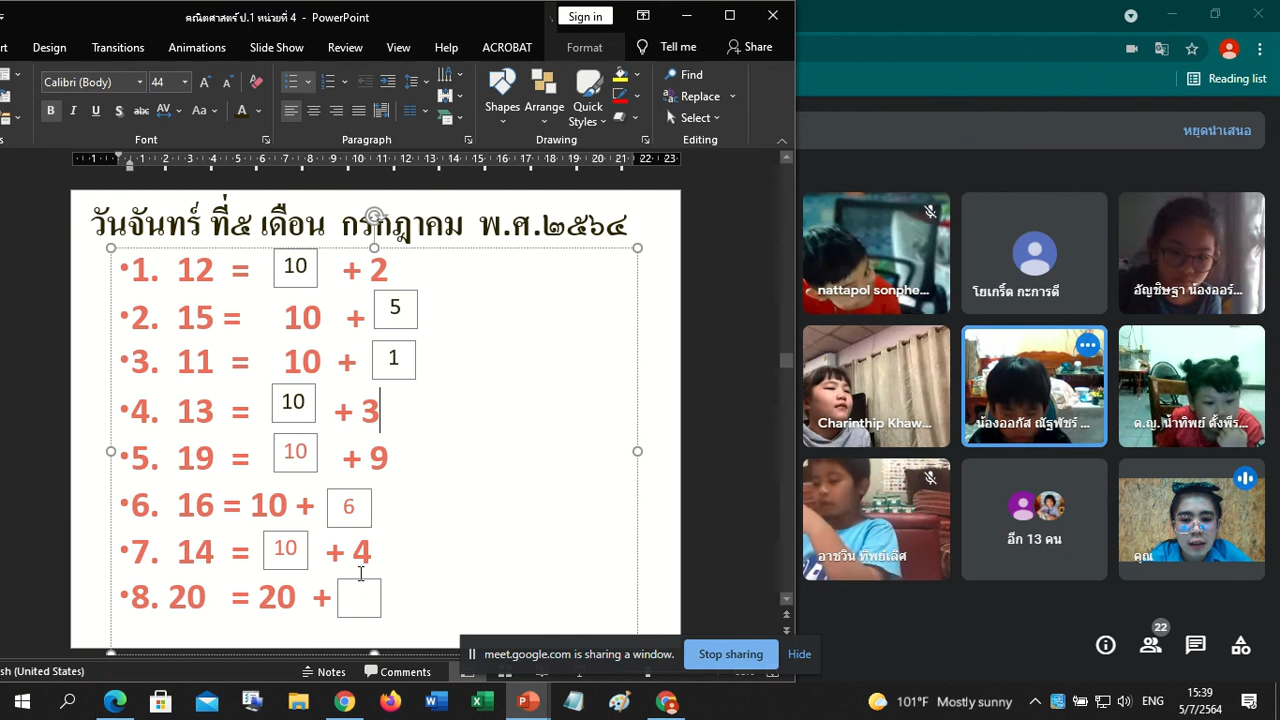 คณิตศาสตร์ ป.1 หน่วยที่ 4 - PowerPoint
Sign in
Design Transitions Animations Slide Show Review View Help ACROBAT Format Tell me Share
Calibri (Body) 44
Find
Replace
Select
Shapes Arrange Quick Styles
Font Paragraph Drawing Editing
Reading list
หยุดนำเสนอ
วันจันทร์ ที่๕ เดือน กรกฎาคม พ.ศ.๒๕๖๔
•1. 12 = 10 + 2
•2. 15 = 10 + 5
•3. 11 = 10 + 1
•4. 13 = 10 + 3
•5. 19 = 10 + 9
•6. 16 = 10 + 6
•7. 14 = 10 + 4
•8. 20 = 20 +
nattapol sonphe...
โยเกิร์ต กะการดี
อัญชิษฐา น้องออร์...
Charinthip Khaw...
น้องออกัส ณัฐพัชร์ ...
ด.ญ. น้ำทิพย์ ตั้งพีร...
อาชวิน ทิพย์เลิศ
อีก 13 คน
คุณ
22
meet.google.com is sharing a window. Stop sharing Hide
sh (United States) Notes Comments
101°F Mostly sunny ENG 15:39
5/7/2564